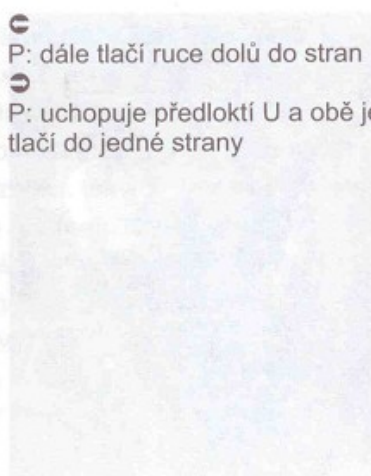 P: dále tlačí ruce dolů do stran
P: uchopuje předloktí U a obě
tlačí do jedné strany